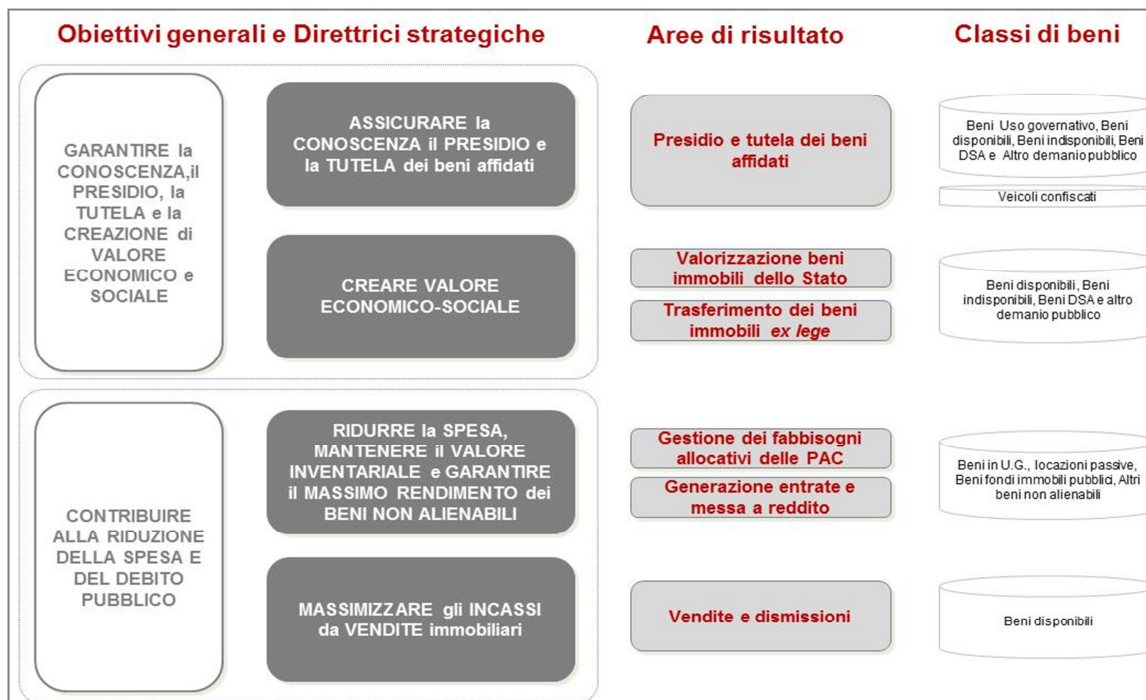 Obiettivi generali e Direttrici strategiche
Aree di risultato
Classi di beni
GARANTIRE la
CONOSCENZA,il
PRESIDIO, la
TUTELA e la
CREAZIONE di
VALORE
ECONOMICO e
SOCIALE
ASSICURARE la
CONOSCENZA il PRESIDIO e
la TUTELA dei beni affidati
Presidio e tutela dei beni
affidati
Beni Uso governativo, Beni
disponibili, Beni indisponibili, Beni
DSA e Altro demanio pubblico
Veicoli confiscati
CREARE VALORE
ECONOMICO-SOCIALE
Valorizzazione beni
immobili dello Stato
Trasferimento dei beni
immobili ex lege
Beni disponibili, Beni
indisponibili, Beni DSA e altro
demanio pubblico
CONTRIBUIRE
ALLA RIDUZIONE
DELLA SPESA E
DEL DEBITO
PUBBLICO
RIDURRE la SPESA,
MANTENERE il VALORE
INVENTARIALE e GARANTIRE
il MASSIMO RENDIMENTO dei
BENI NON ALIENABILI
Gestione dei fabbisogni
allocativi delle PAC
Generazione entrate e
messa a reddito
Beni in U.G., locazioni passive,
Beni fondi immobili pubblici, Altri
beni non alienabili
MASSIMIZZARE gli INCASSI
da VENDITE immobiliari
Vendite e dismissioni
Beni disponibili